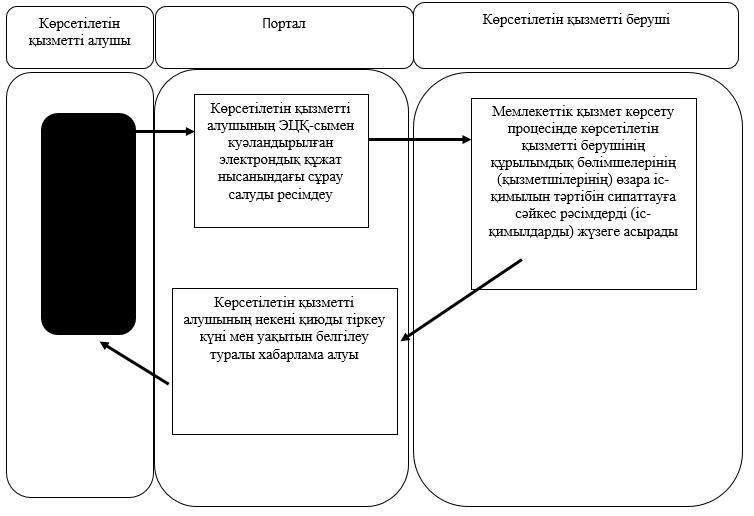 Көрсетілетін
қызметті алушы
Портал
Көрсетілетін қызметті беруші
Көрсетілетін қызметті
алушының ЭЦҚ-сымен
куәландырылған
электрондық құжат
нысанындағы сұрау
салуды ресімдеу
Мемлекеттік қызмет көрсету
процесінде көрсетілетін
қызметті берушінің
құрылымдық бөлімшелерінің
(қызметшілерінің) өзара іс-
қимылын тәртібін сипаттауға
сәйкес рәсімдерді (іс-
қимылдарды) жүзеге асырады
Көрсетілетін қызметті
алушының некені қиюды тіркеу
күні мен уақытын белгілеу
туралы хабарлама алуы